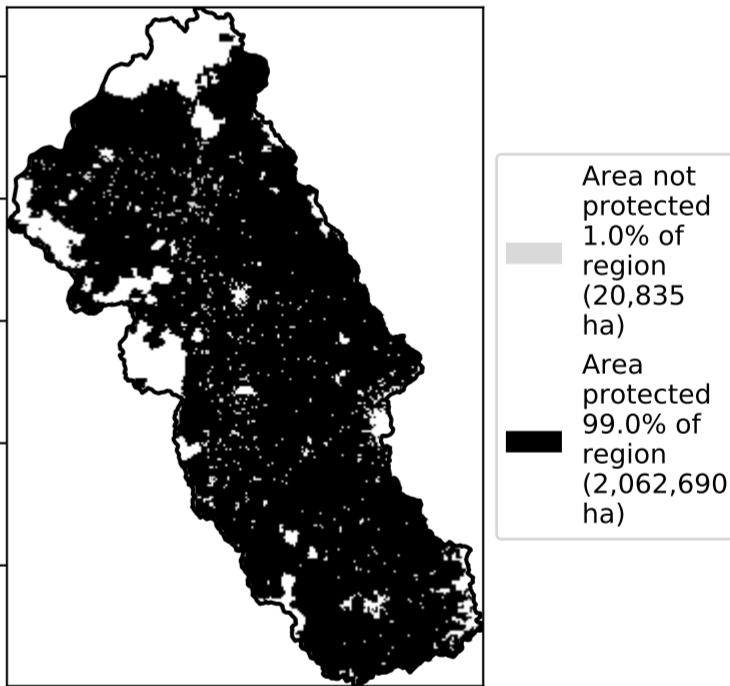 Area not
protected
1.0% of
region
(20,835
ha)
Area
protected
99.0% of
region
(2,062,690
ha)